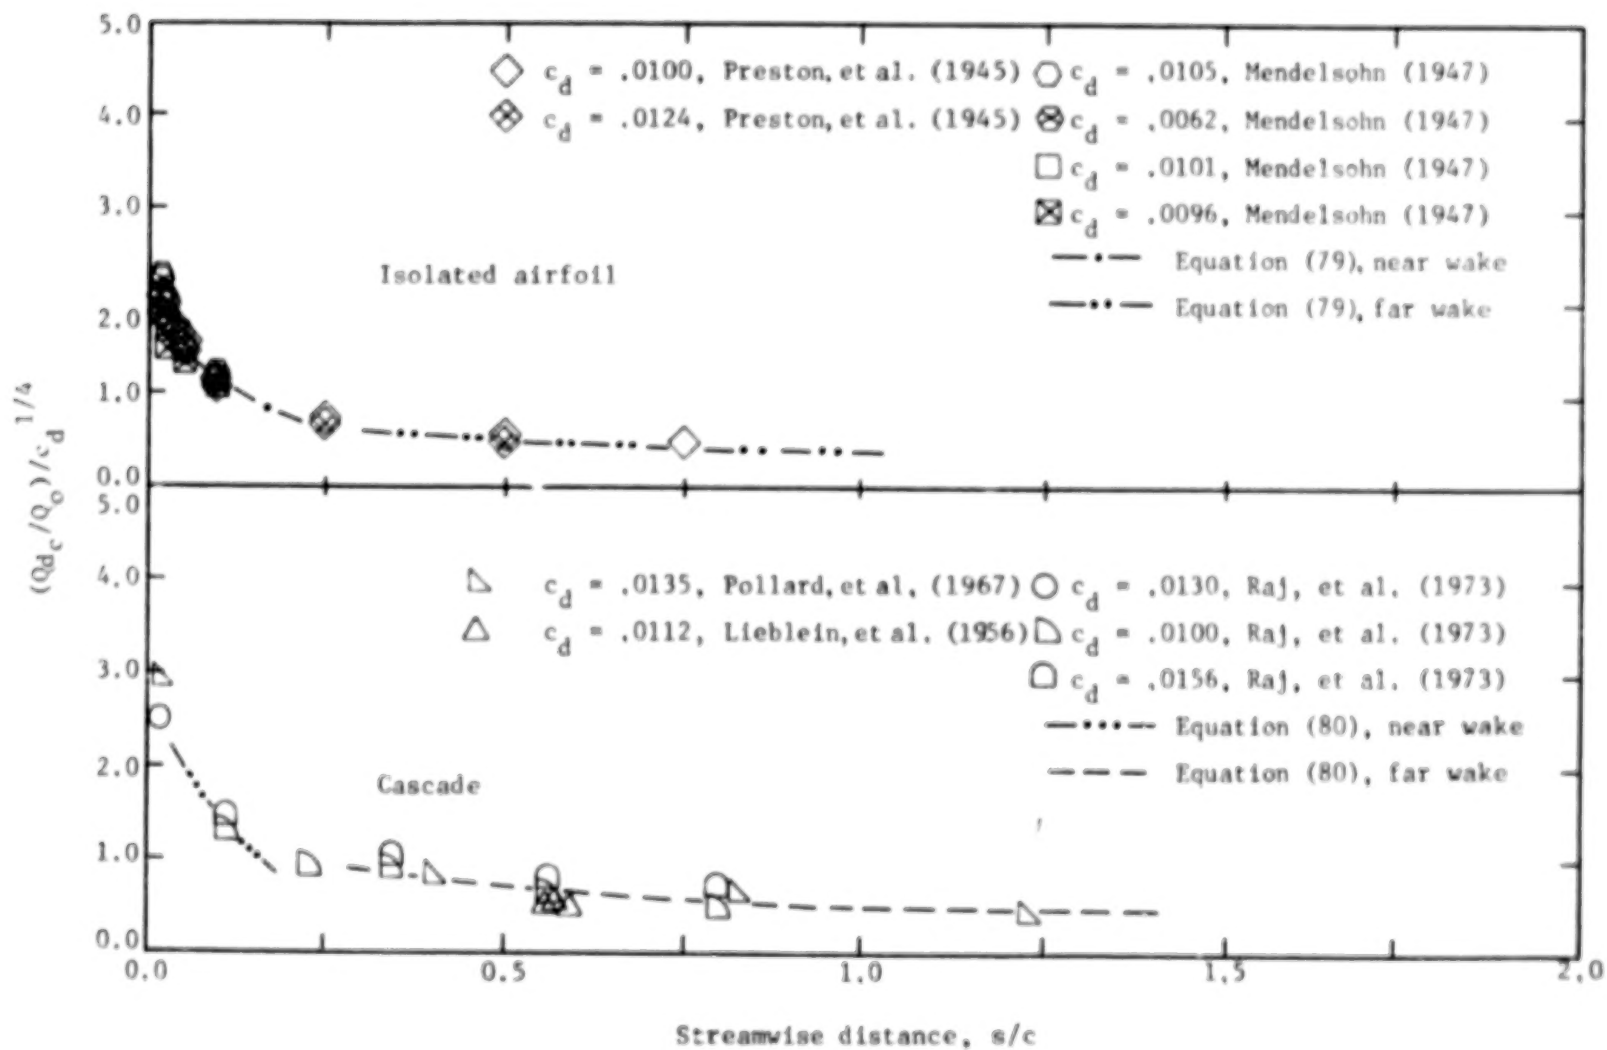 5.0
c_d = .0100, Preston, et al. (1945)
c_d = .0105, Mendelsohn (1947)
4.0
c_d = .0124, Preston, et al. (1945)
c_d = .0062, Mendelsohn (1947)
c_d = .0101, Mendelsohn (1947)
3.0
c_d = .0096, Mendelsohn (1947)
Equation (79), near wake
Isolated airfoil
2.0
Equation (79), far wake
1.0
0.0
(Qd_c/Q_o)/c_d^1/4
5.0
4.0
c_d = .0135, Pollard, et al. (1967)
c_d = .0130, Raj, et al. (1973)
c_d = .0112, Lieblein, et al. (1956)
c_d = .0100, Raj, et al. (1973)
3.0
c_d = .0156, Raj, et al. (1973)
Equation (80), near wake
2.0
Equation (80), far wake
Cascade
1.0
0.0
0.0 0.5 1.0 1.5 2.0
Streamwise distance, s/c